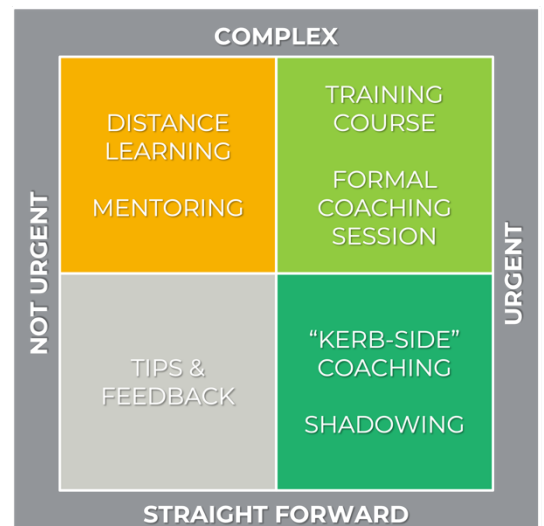 COMPLEX
DISTANCE
LEARNING
MENTORING
TRAINING
COURSE
FORMAL
COACHING
SESSION
NOT URGENT
URGENT
TIPS &
FEEDBACK
“KERB-SIDE”
COACHING
SHADOWING
STRAIGHT FORWARD